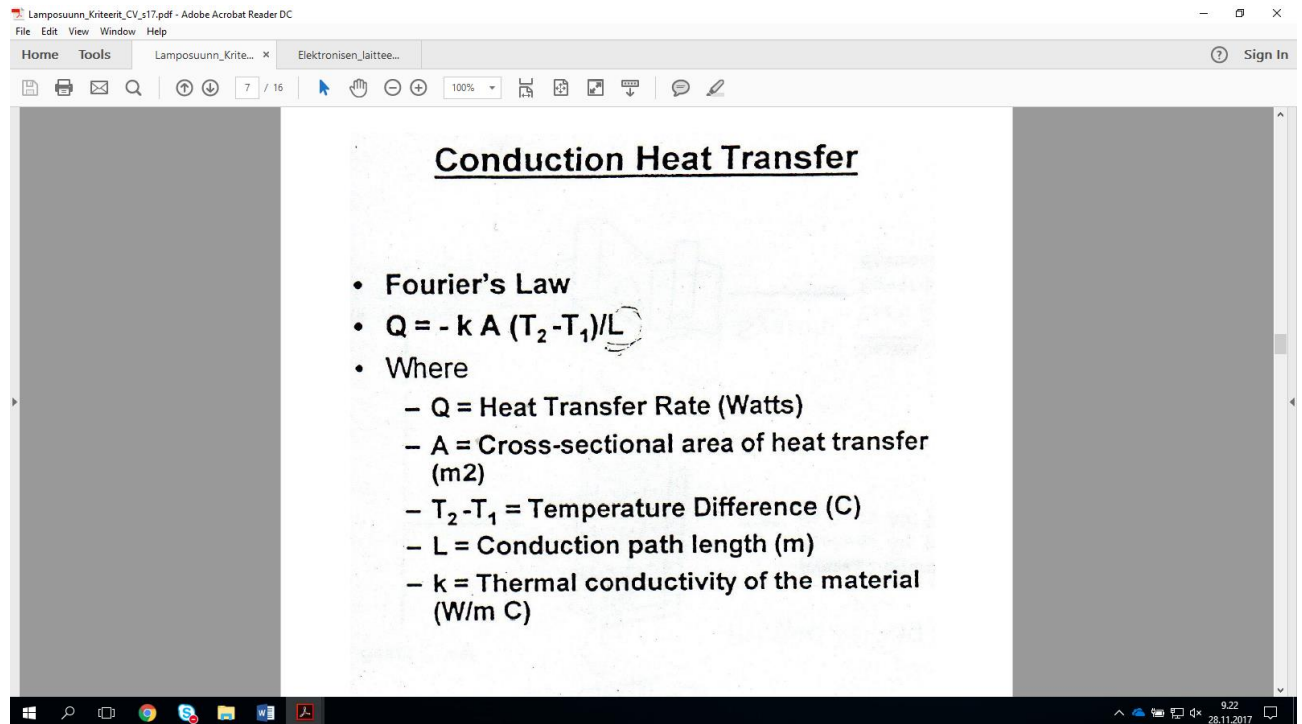 Lamposuunn_Kriteerit_CV_s17.pdf - Adobe Acrobat Reader DC
File Edit View Window Help
Home Tools Lamposuunn_Krite... × Elektronisen_laittee... Sign In
7 / 16 100%
Conduction Heat Transfer
• Fourier's Law
• Q = - k A (T₂-T₁)/L
• Where
– Q = Heat Transfer Rate (Watts)
– A = Cross-sectional area of heat transfer
(m2)
– T₂-T₁ = Temperature Difference (C)
– L = Conduction path length (m)
– k = Thermal conductivity of the material
(W/m C)
9.22
28.11.2017